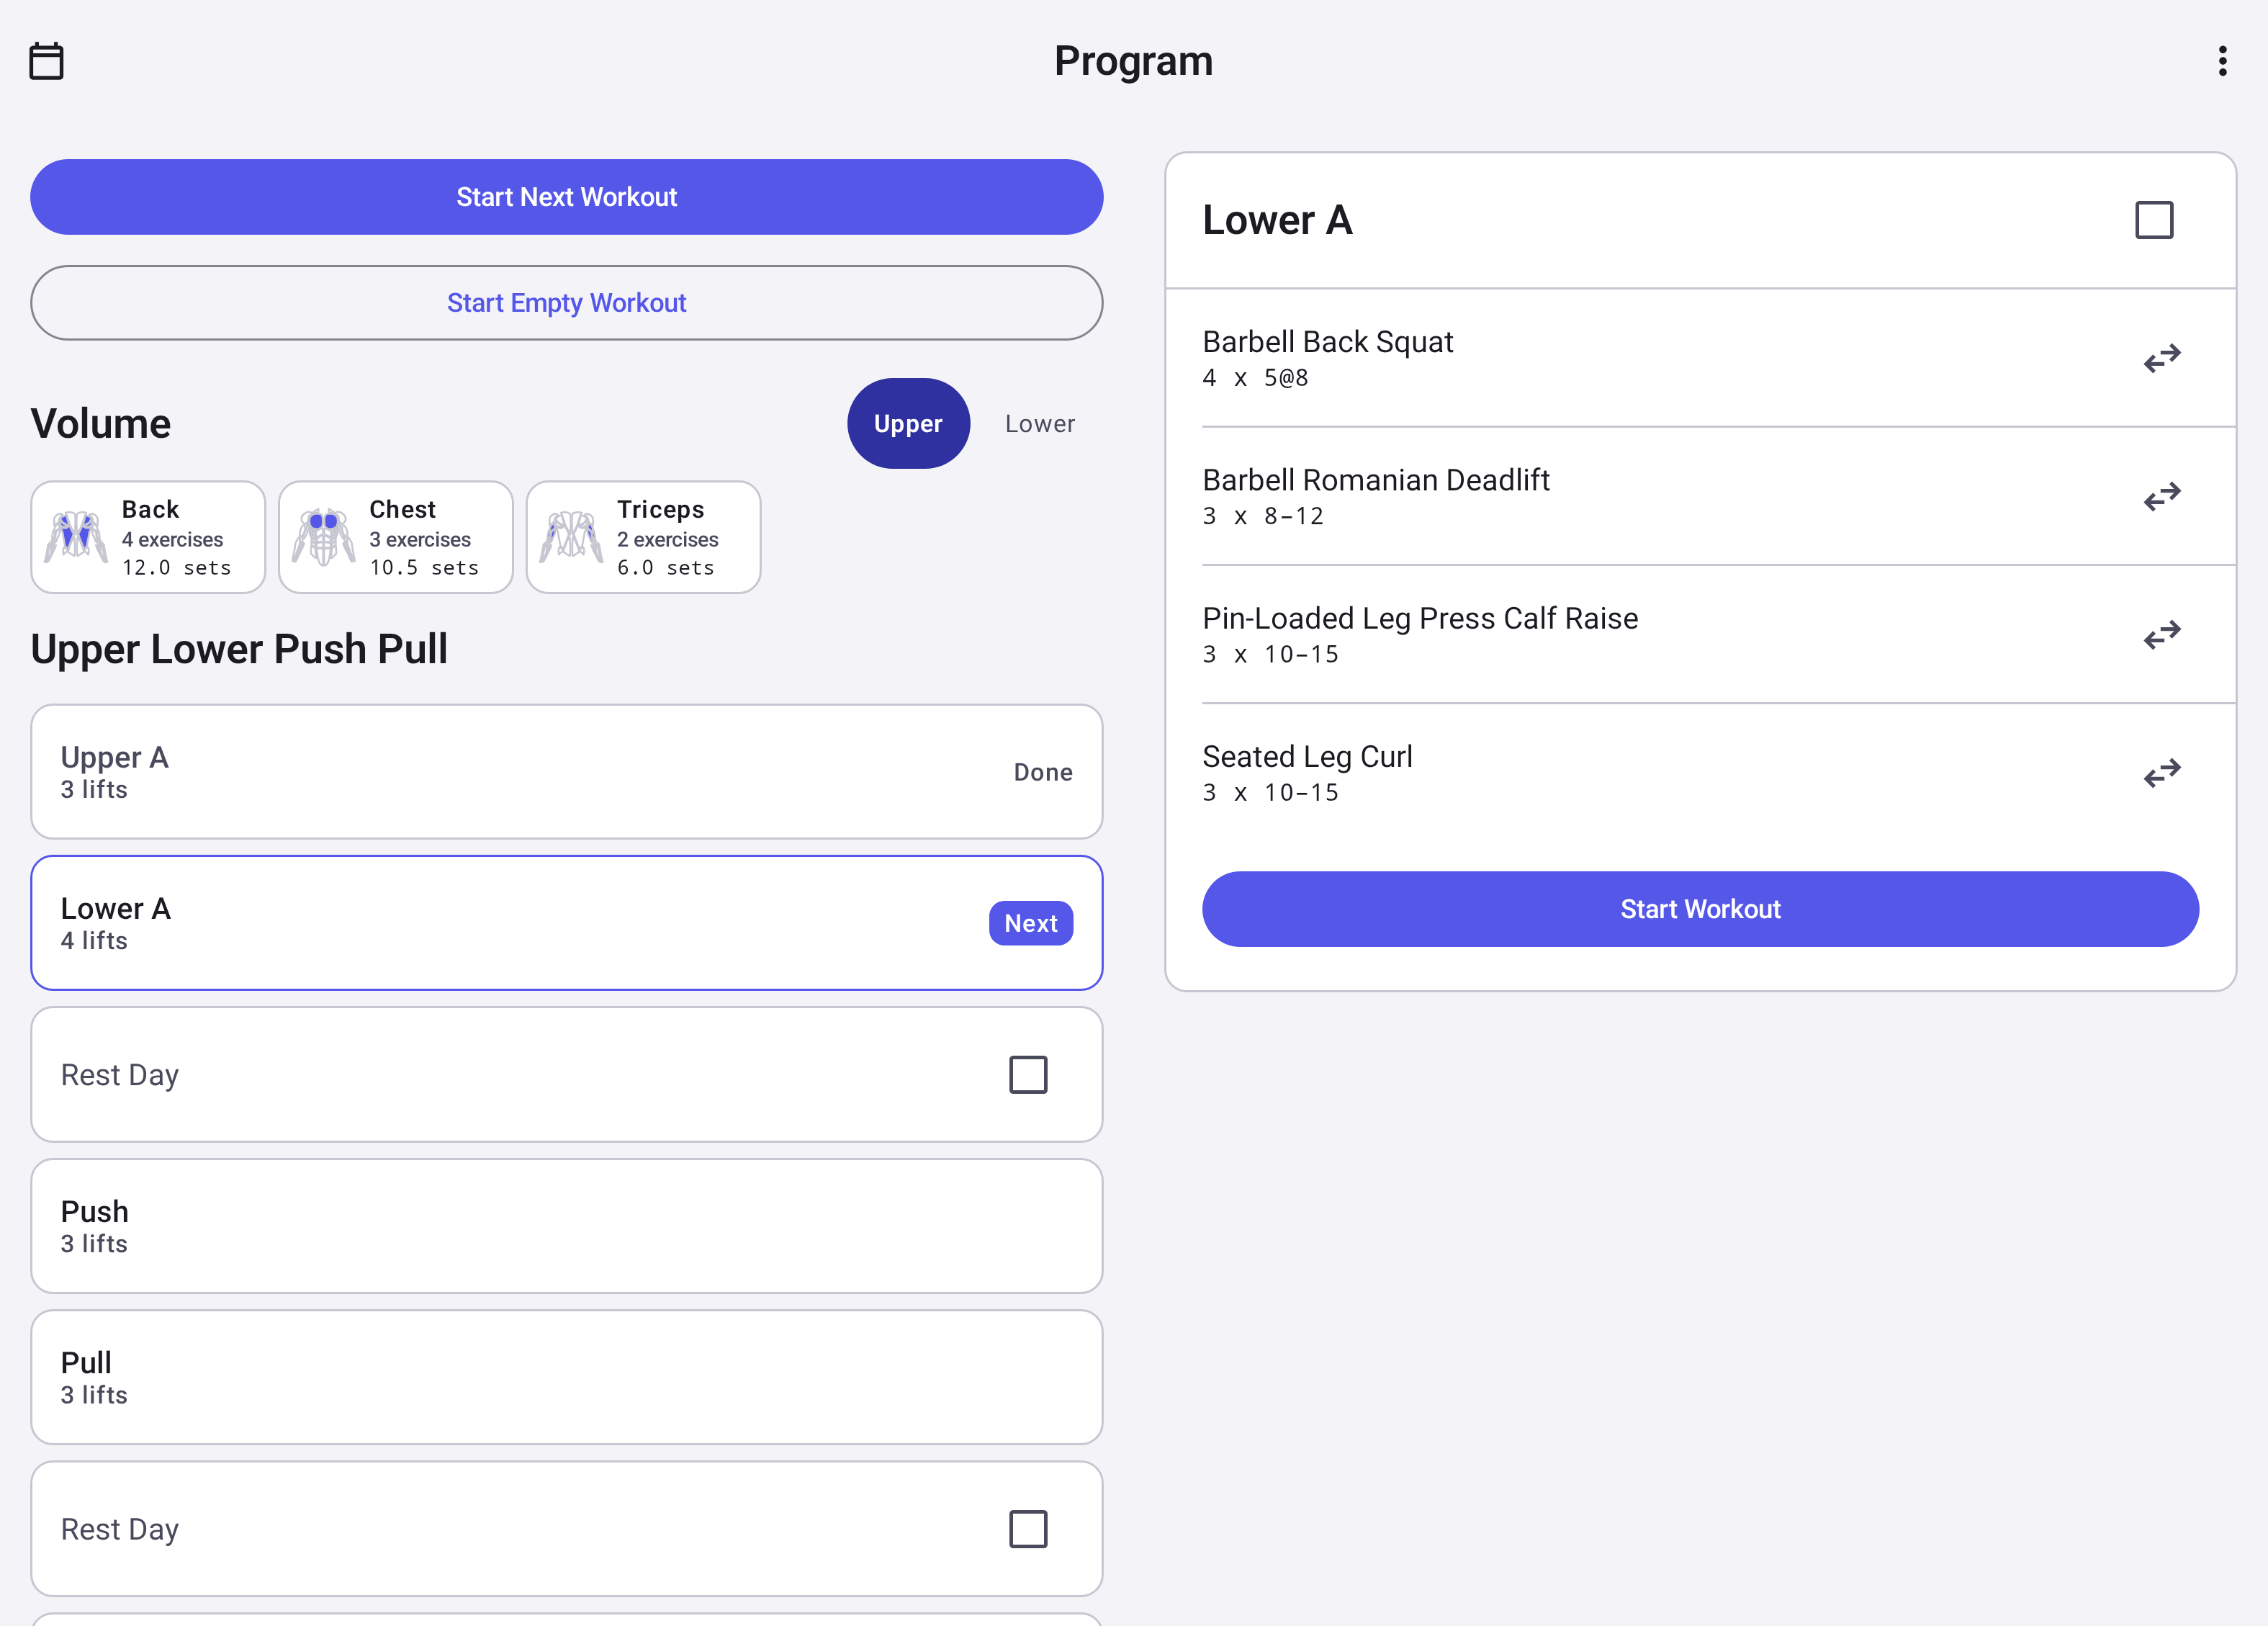 Program
Start Next Workout
Start Empty Workout
Volume
Upper
Lower
Back
4 exercises
12.0 sets
Chest
3 exercises
10.5 sets
Triceps
2 exercises
6.0 sets
Upper Lower Push Pull
Upper A
3 lifts
Done
Lower A
4 lifts
Next
Rest Day
Push
3 lifts
Pull
3 lifts
Rest Day
Lower A
Barbell Back Squat
4 x 5@8
Barbell Romanian Deadlift
3 x 8–12
Pin-Loaded Leg Press Calf Raise
3 x 10–15
Seated Leg Curl
3 x 10–15
Start Workout